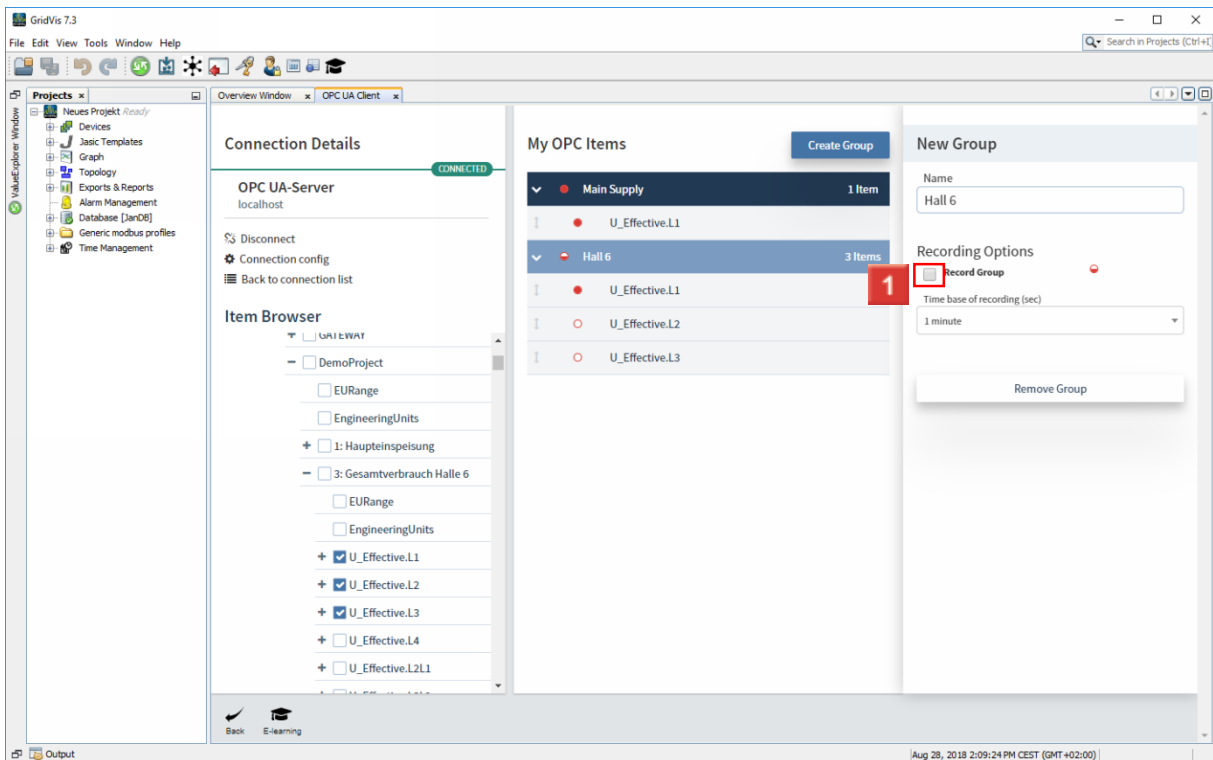 GridVis 7.3
File Edit View Tools Window Help
Search in Projects (Ctrl+I
ValueExplorer Window
Projects
Neues Projekt Ready
Devices
Jasic Templates
Graph
Topology
Exports & Reports
Alarm Management
Database [JanDB]
Generic modbus profiles
Time Management
Overview Window
OPC UA Client
Connection Details
CONNECTED
OPC UA-Server
localhost
Disconnect
Connection config
Back to connection list
Item Browser
GATEWAY
DemoProject
EURange
EngineeringUnits
1: Haupteinspeisung
3: Gesamtverbrauch Halle 6
EURange
EngineeringUnits
U_Effective.L1
U_Effective.L2
U_Effective.L3
U_Effective.L4
U_Effective.L2L1
My OPC Items
Create Group
Main Supply 1 Item
U_Effective.L1
Hall 6 3 Items
U_Effective.L1
U_Effective.L2
U_Effective.L3
New Group
Name
Hall 6
Recording Options
1
Record Group
Time base of recording (sec)
1 minute
Remove Group
Back
E-learning
Output
Aug 28, 2018 2:09:24 PM CEST (GMT+02:00)